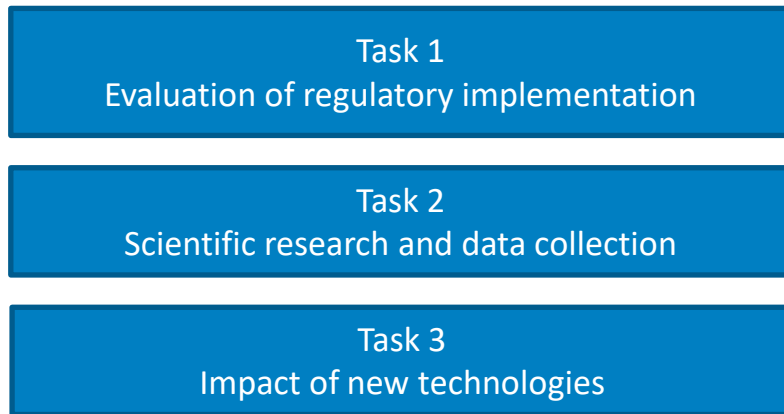 Task 1
Evaluation of regulatory implementation
Task 2
Scientific research and data collection
Task 3
Impact of new technologies